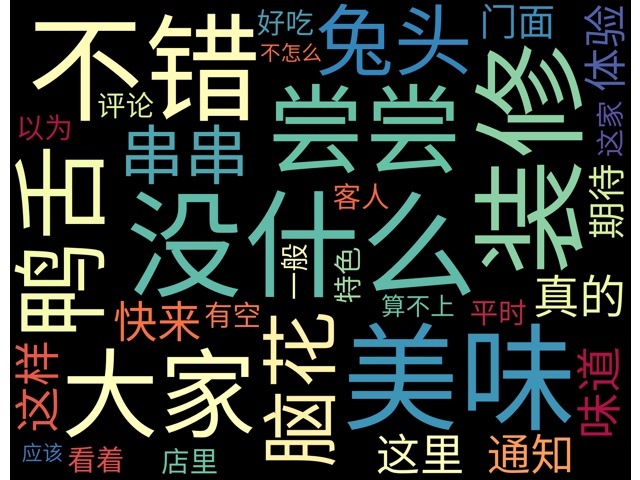 不错
好吃
不怎么
兔头
门面
体验
评论
以为
串串
尝尝
装修
这家
鸭舌
没什么
客人
期待
一般
特色
快来
有空
算不上
平时
真的
这样
大家
脑花
美味
味道
应该
看着
店里
这里
通知